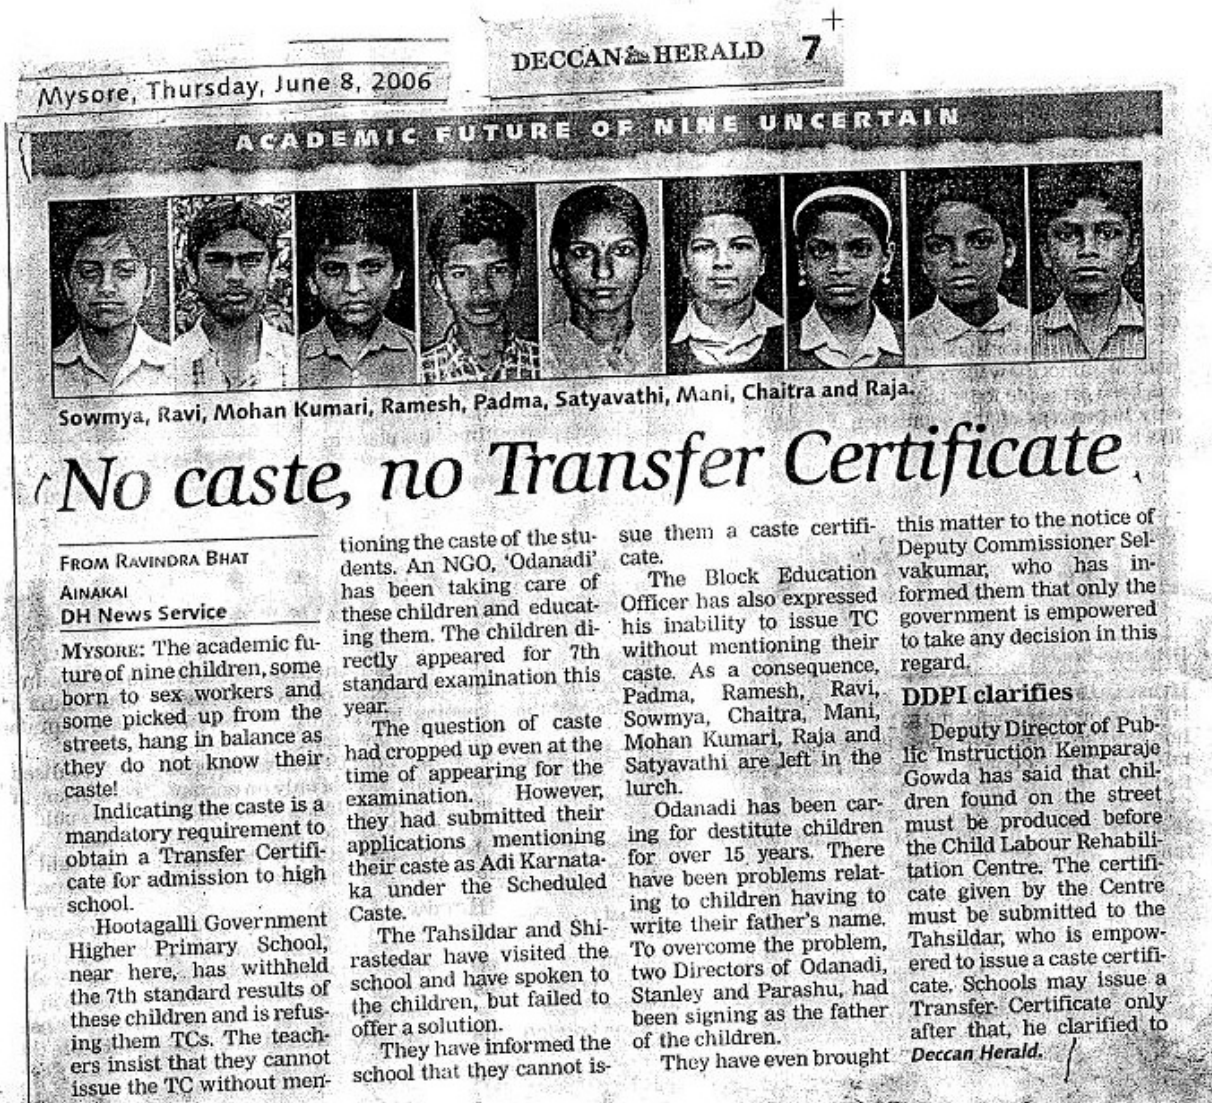 Mysore, Thursday, June 8, 2006
DECCAN HERALD 7
ACADEMIC FUTURE OF NINE UNCERTAIN
Sowmya, Ravi, Mohan Kumari, Ramesh, Padma, Satyavathi, Mani, Chaitra and Raja.
No caste, no Transfer Certificate
FROM RAVINDRA BHAT
AINAKAI
DH News Service
MYSORE: The academic fu-
ture of nine children, some
born to sex workers and
some picked up from the
streets, hang in balance as
they do not know their
caste!
Indicating the caste is a
mandatory requirement to
obtain a Transfer Certifi-
cate for admission to high
school.
Hootagalli Government
Higher Primary School,
near here, has withheld
the 7th standard results of
these children and is refus-
ing them TCs. The teach-
ers insist that they cannot
issue the TC without men-
tioning the caste of the stu-
dents. An NGO, 'Odanadi'
has been taking care of
these children and educat-
ing them. The children di-
rectly appeared for 7th
standard examination this
year.
The question of caste
had cropped up even at the
time of appearing for the
examination. However,
they had submitted their
applications mentioning
their caste as Adi Karnata-
ka under the Scheduled
Caste.
The Tahsildar and Shi-
rastedar have visited the
school and have spoken to
the children, but failed to
offer a solution.
They have informed the
school that they cannot is-
sue them a caste certifi-
cate.
The Block Education
Officer has also expressed
his inability to issue TC
without mentioning their
caste. As a consequence,
Padma, Ramesh, Ravi,
Sowmya, Chaitra, Mani,
Mohan Kumari, Raja and
Satyavathi are left in the
lurch.
Odanadi has been car-
ing for destitute children
for over 15 years. There
have been problems relat-
ing to children having to
write their father's name.
To overcome the problem,
two Directors of Odanadi,
Stanley and Parashu, had
been signing as the father
of the children.
They have even brought
this matter to the notice of
Deputy Commissioner Sel-
vakumar, who has in-
formed them that only the
government is empowered
to take any decision in this
regard.
DDPI clarifies
Deputy Director of Pub-
lic Instruction Kemparaje
Gowda has said that chil-
dren found on the street
must be produced before
the Child Labour Rehabili-
tation Centre. The certifi-
cate given by the Centre
must be submitted to the
Tahsildar, who is empow-
ered to issue a caste certifi-
cate. Schools may issue a
Transfer Certificate only
after that, he clarified to
Deccan Herald.